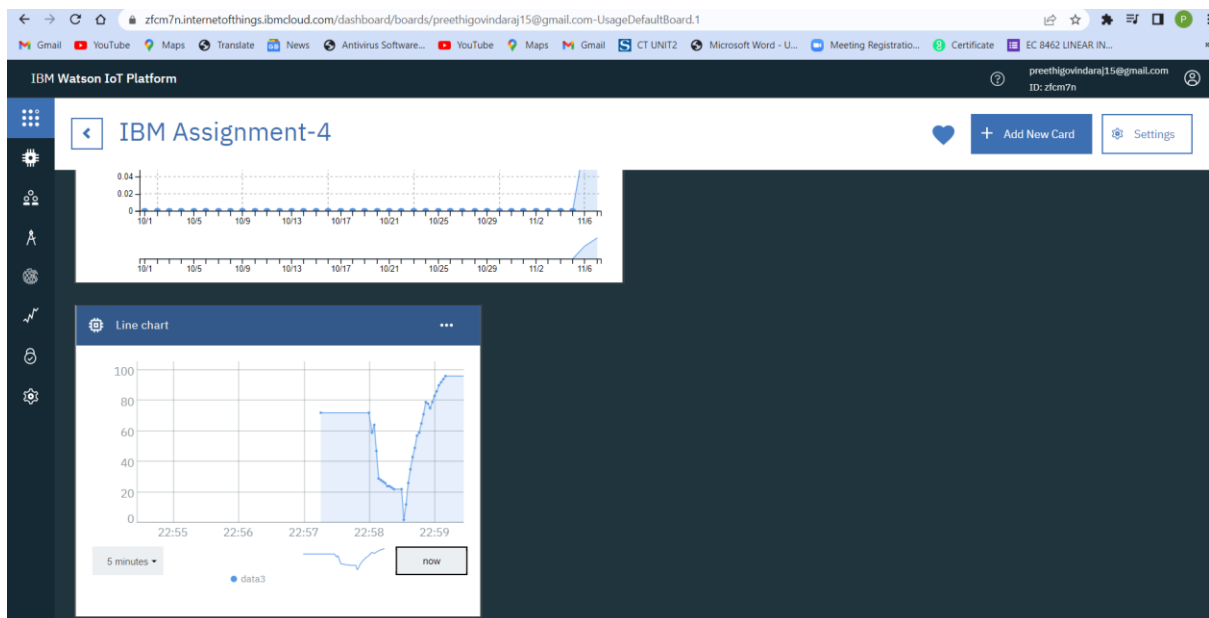 zfcm7n.internetofthings.ibmcloud.com/dashboard/boards/preethigovindaraj15@gmail.com-UsageDefaultBoard.1
P
Gmail YouTube Maps Translate News Antivirus Software... YouTube Maps Gmail S CT UNIT2 Microsoft Word - U... Meeting Registratio... Certificate EC 8462 LINEAR IN... »
IBM Watson IoT Platform
preethigovindaraj15@gmail.com
ID: zfcm7n
IBM Assignment-4
+ Add New Card
Settings
0.04
0.02
0
10/1 10/5 10/9 10/13 10/17 10/21 10/25 10/29 11/2 11/6
10/1 10/5 10/9 10/13 10/17 10/21 10/25 10/29 11/2 11/6
Line chart
100
80
60
40
20
0
22:55 22:56 22:57 22:58 22:59
5 minutes
now
data3